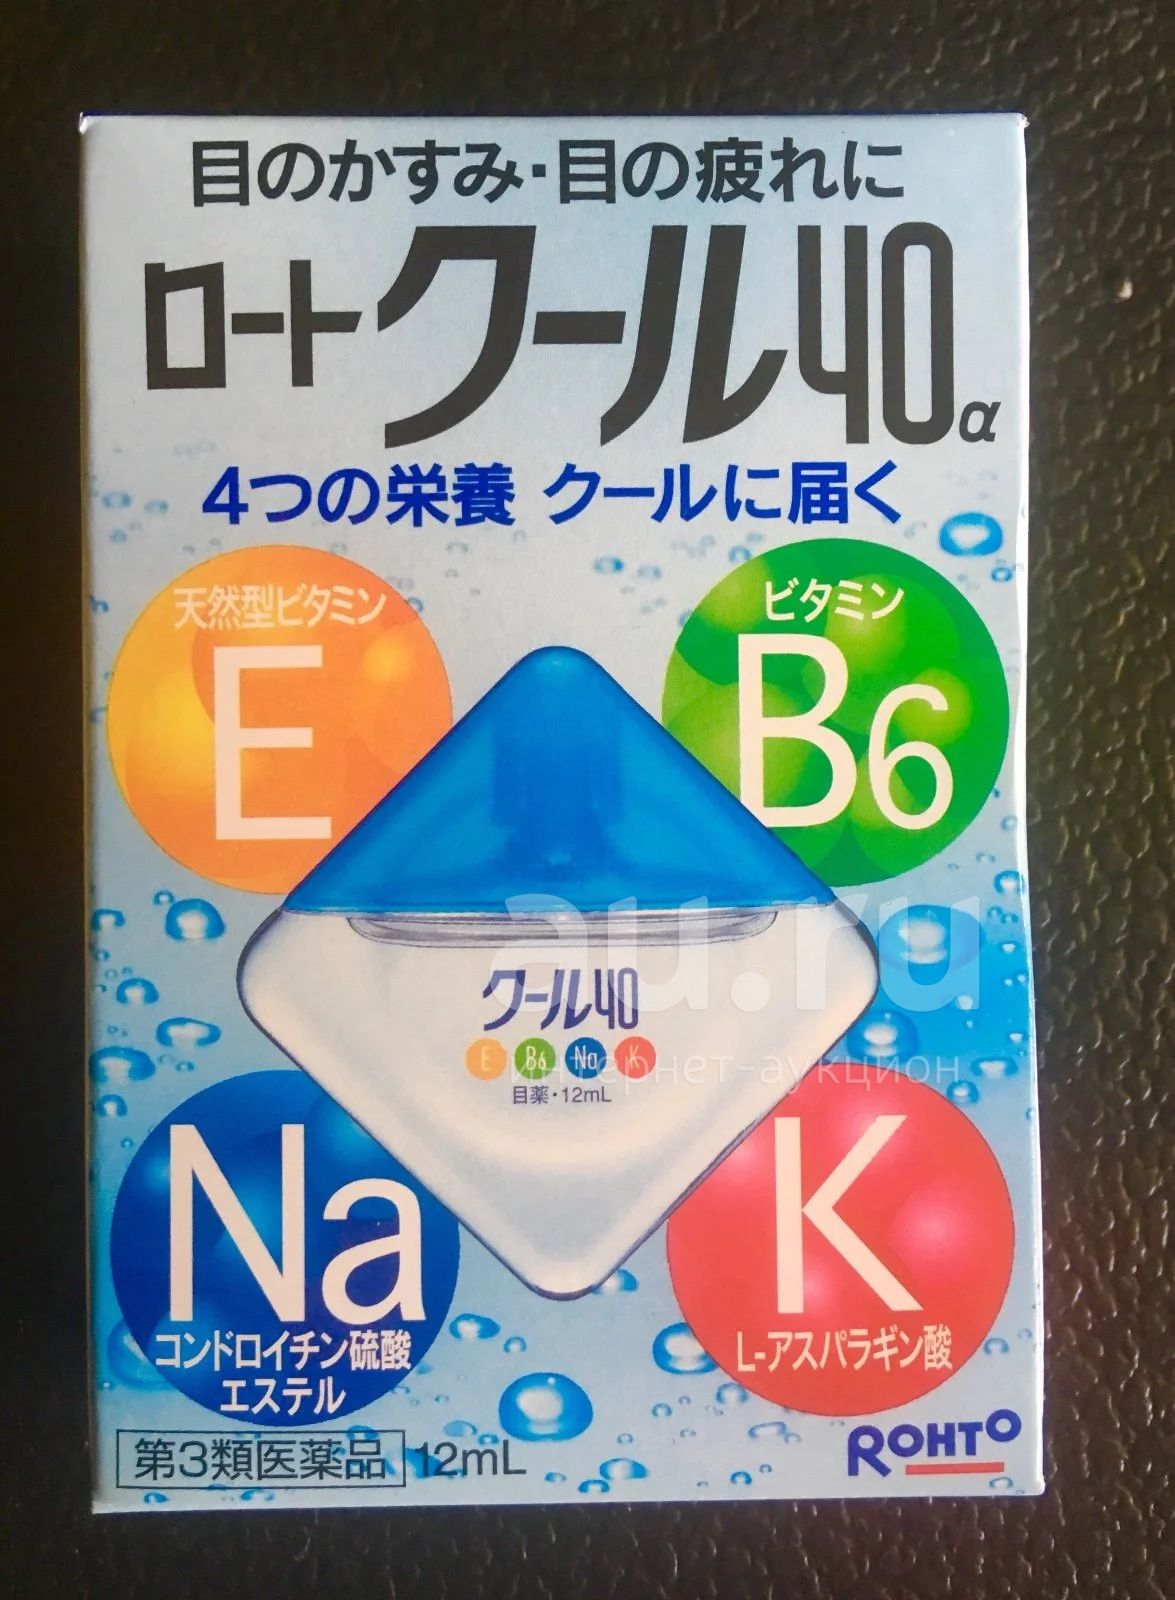 目のかすみ・目の疲れに
ロート クール40α
4つの栄養 クールに届く
天然型ビタミン
E
ビタミン
B6
クール40
E B6 Na K
目薬・12mL
Na
コンドロイチン硫酸
エステル
K
L-アスパラギン酸
第3類医薬品 12mL
ROHTO
au.ru
интернет-аукцион